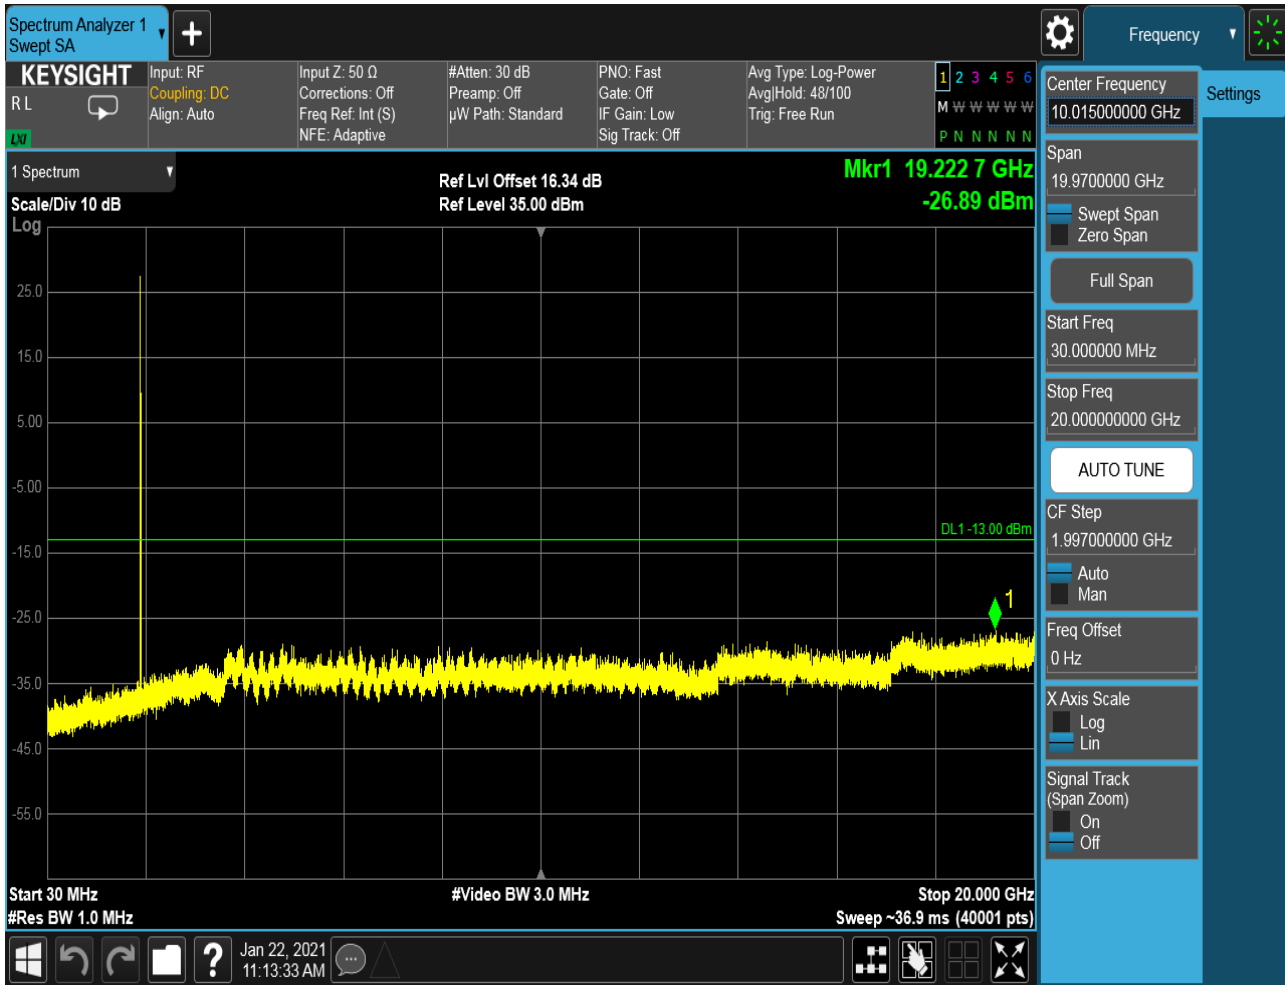 Spectrum Analyzer 1
Swept SA
Frequency
KEYSIGHT
R L
LXI
Input: RF
Coupling: DC
Align: Auto
Input Z: 50 Ω
Corrections: Off
Freq Ref: Int (S)
NFE: Adaptive
#Atten: 30 dB
Preamp: Off
µW Path: Standard
PNO: Fast
Gate: Off
IF Gain: Low
Sig Track: Off
Avg Type: Log-Power
Avg|Hold: 48/100
Trig: Free Run
1 2 3 4 5 6
M W W W W W
P N N N N N
1 Spectrum
Scale/Div 10 dB
Log
Ref Lvl Offset 16.34 dB
Ref Level 35.00 dBm
Mkr1 19.222 7 GHz
-26.89 dBm
25.0
15.0
5.00
-5.00
DL1 -13.00 dBm
-15.0
1
-25.0
-35.0
-45.0
-55.0
Start 30 MHz
#Res BW 1.0 MHz
#Video BW 3.0 MHz
Stop 20.000 GHz
Sweep ~36.9 ms (40001 pts)
Center Frequency
10.015000000 GHz
Settings
Span
19.9700000 GHz
Swept Span
Zero Span
Full Span
Start Freq
30.000000 MHz
Stop Freq
20.000000000 GHz
AUTO TUNE
CF Step
1.997000000 GHz
Auto
Man
Freq Offset
0 Hz
X Axis Scale
Log
Lin
Signal Track
(Span Zoom)
On
Off
?
Jan 22, 2021
11:13:33 AM